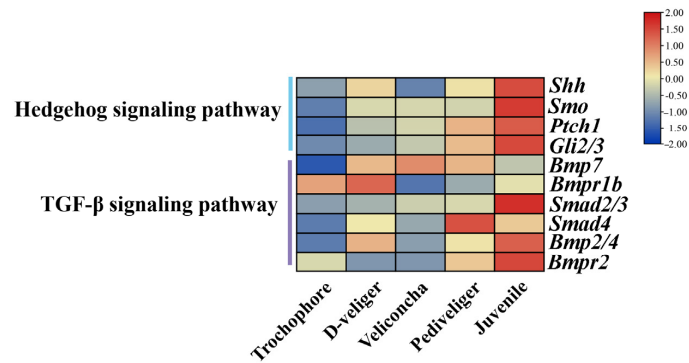 2.00
1.50
1.00
0.50
0.00
-0.50
-1.00
-1.50
-2.00
Hedgehog signaling pathway
TGF-β signaling pathway
Shh
Smo
Ptch1
Gli2/3
Bmp7
Bmpr1b
Smad2/3
Smad4
Bmp2/4
Bmpr2
Trochophore
D-veliger
Veliconcha
Pediveliger
Juvenile